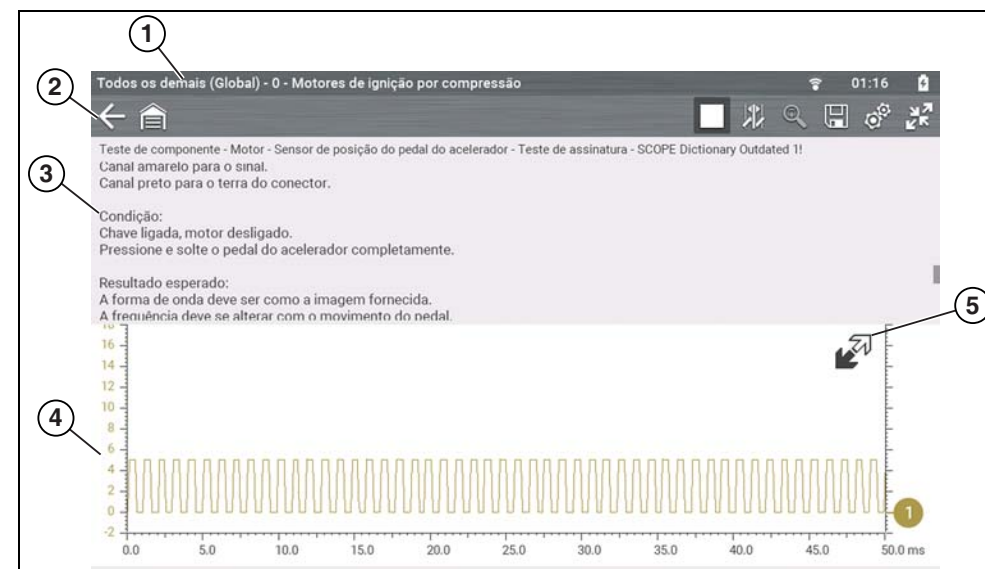 1
Todos os demais (Global) - 0 - Motores de ignição por compressão 01:16
2
Teste de componente - Motor - Sensor de posição do pedal do acelerador - Teste de assinatura - SCOPE Dictionary Outdated 1!
Canal amarelo para o sinal.
3
Canal preto para o terra do conector.
Condição:
Chave ligada, motor desligado.
Pressione e solte o pedal do acelerador completamente.
Resultado esperado:
A forma de onda deve ser como a imagem fornecida.
5
A frequência deve se alterar com o movimento do pedal.
18
16
14
12
10
4
8
6
4
2
0
1
-2
0.0 5.0 10.0 15.0 20.0 25.0 30.0 35.0 40.0 45.0 50.0 ms